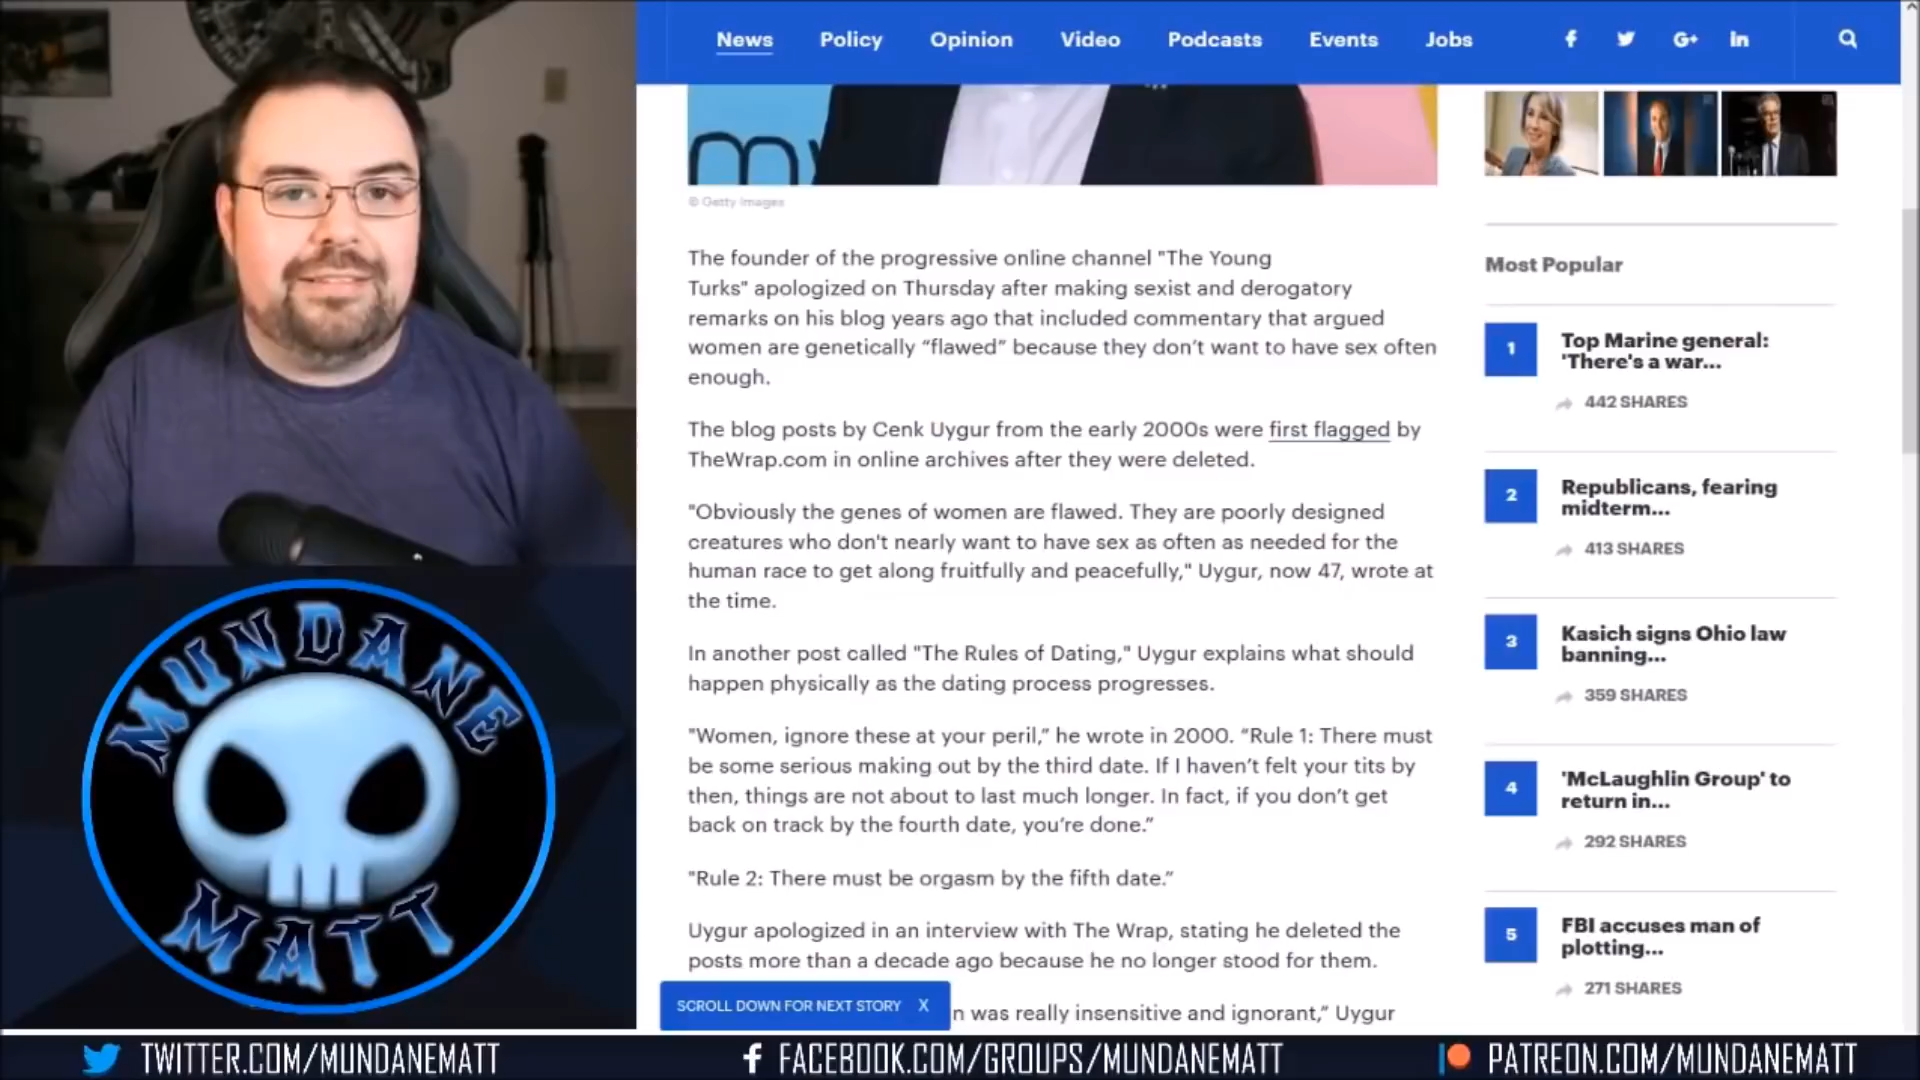 News
Policy
Opinion
Video
Podcasts
Events
Jobs
G+
in
my
© Getty Images
The founder of the progressive online channel "The Young
Turks" apologized on Thursday after making sexist and derogatory
remarks on his blog years ago that included commentary that argued
women are genetically “flawed” because they don’t want to have sex often
enough.
The blog posts by Cenk Uygur from the early 2000s were first flagged by
TheWrap.com in online archives after they were deleted.
"Obviously the genes of women are flawed. They are poorly designed
creatures who don't nearly want to have sex as often as needed for the
human race to get along fruitfully and peacefully," Uygur, now 47, wrote at
the time.
In another post called "The Rules of Dating," Uygur explains what should
happen physically as the dating process progresses.
"Women, ignore these at your peril,” he wrote in 2000. “Rule 1: There must
be some serious making out by the third date. If I haven’t felt your tits by
then, things are not about to last much longer. In fact, if you don’t get
back on track by the fourth date, you’re done.”
"Rule 2: There must be orgasm by the fifth date.”
Uygur apologized in an interview with The Wrap, stating he deleted the
posts more than a decade ago because he no longer stood for them.
SCROLL DOWN FOR NEXT STORY X
n was really insensitive and ignorant,” Uygur
Most Popular
1
Top Marine general:
'There's a war...
442 SHARES
2
Republicans, fearing
midterm...
413 SHARES
3
Kasich signs Ohio law
banning...
359 SHARES
4
'McLaughlin Group' to
return in...
292 SHARES
5
FBI accuses man of
plotting...
271 SHARES
MUNDANE
MATT
TWITTER.COM/MUNDANEMATT
FACEBOOK.COM/GROUPS/MUNDANEMATT
PATREON.COM/MUNDANEMATT